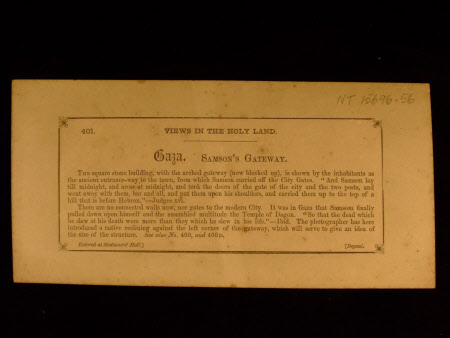 NT 10696.56
401. VIEWS IN THE HOLY LAND.
Gaza. SAMSON'S GATEWAY.
THIS square stone building, with the arched gateway (now blocked up), is shown by the inhabitants as
the ancient entrance-way to the town, from which Samson carried off the City Gates. "And Samson lay
till midnight, and arose at midnight, and took the doors of the gate of the city and the two posts, and
went away with them, bar and all, and put them upon his shoulders, and carried them up to the top of a
hill that is before Hebron."—Judges xvi.
There are no connected walls now, nor gates to the modern City. It was in Gaza that Samson finally
pulled down upon himself and the assembled multitude the Temple of Dagon. "So that the dead which
he slew at his death were more than they which he slew in his life."—Ibid. The photographer has here
introduced a native reclining against the left corner of the gateway, which will serve to give an idea of
the size of the structure. See also No. 400, and
Entered at Stationers' Hall.] [Deposé.